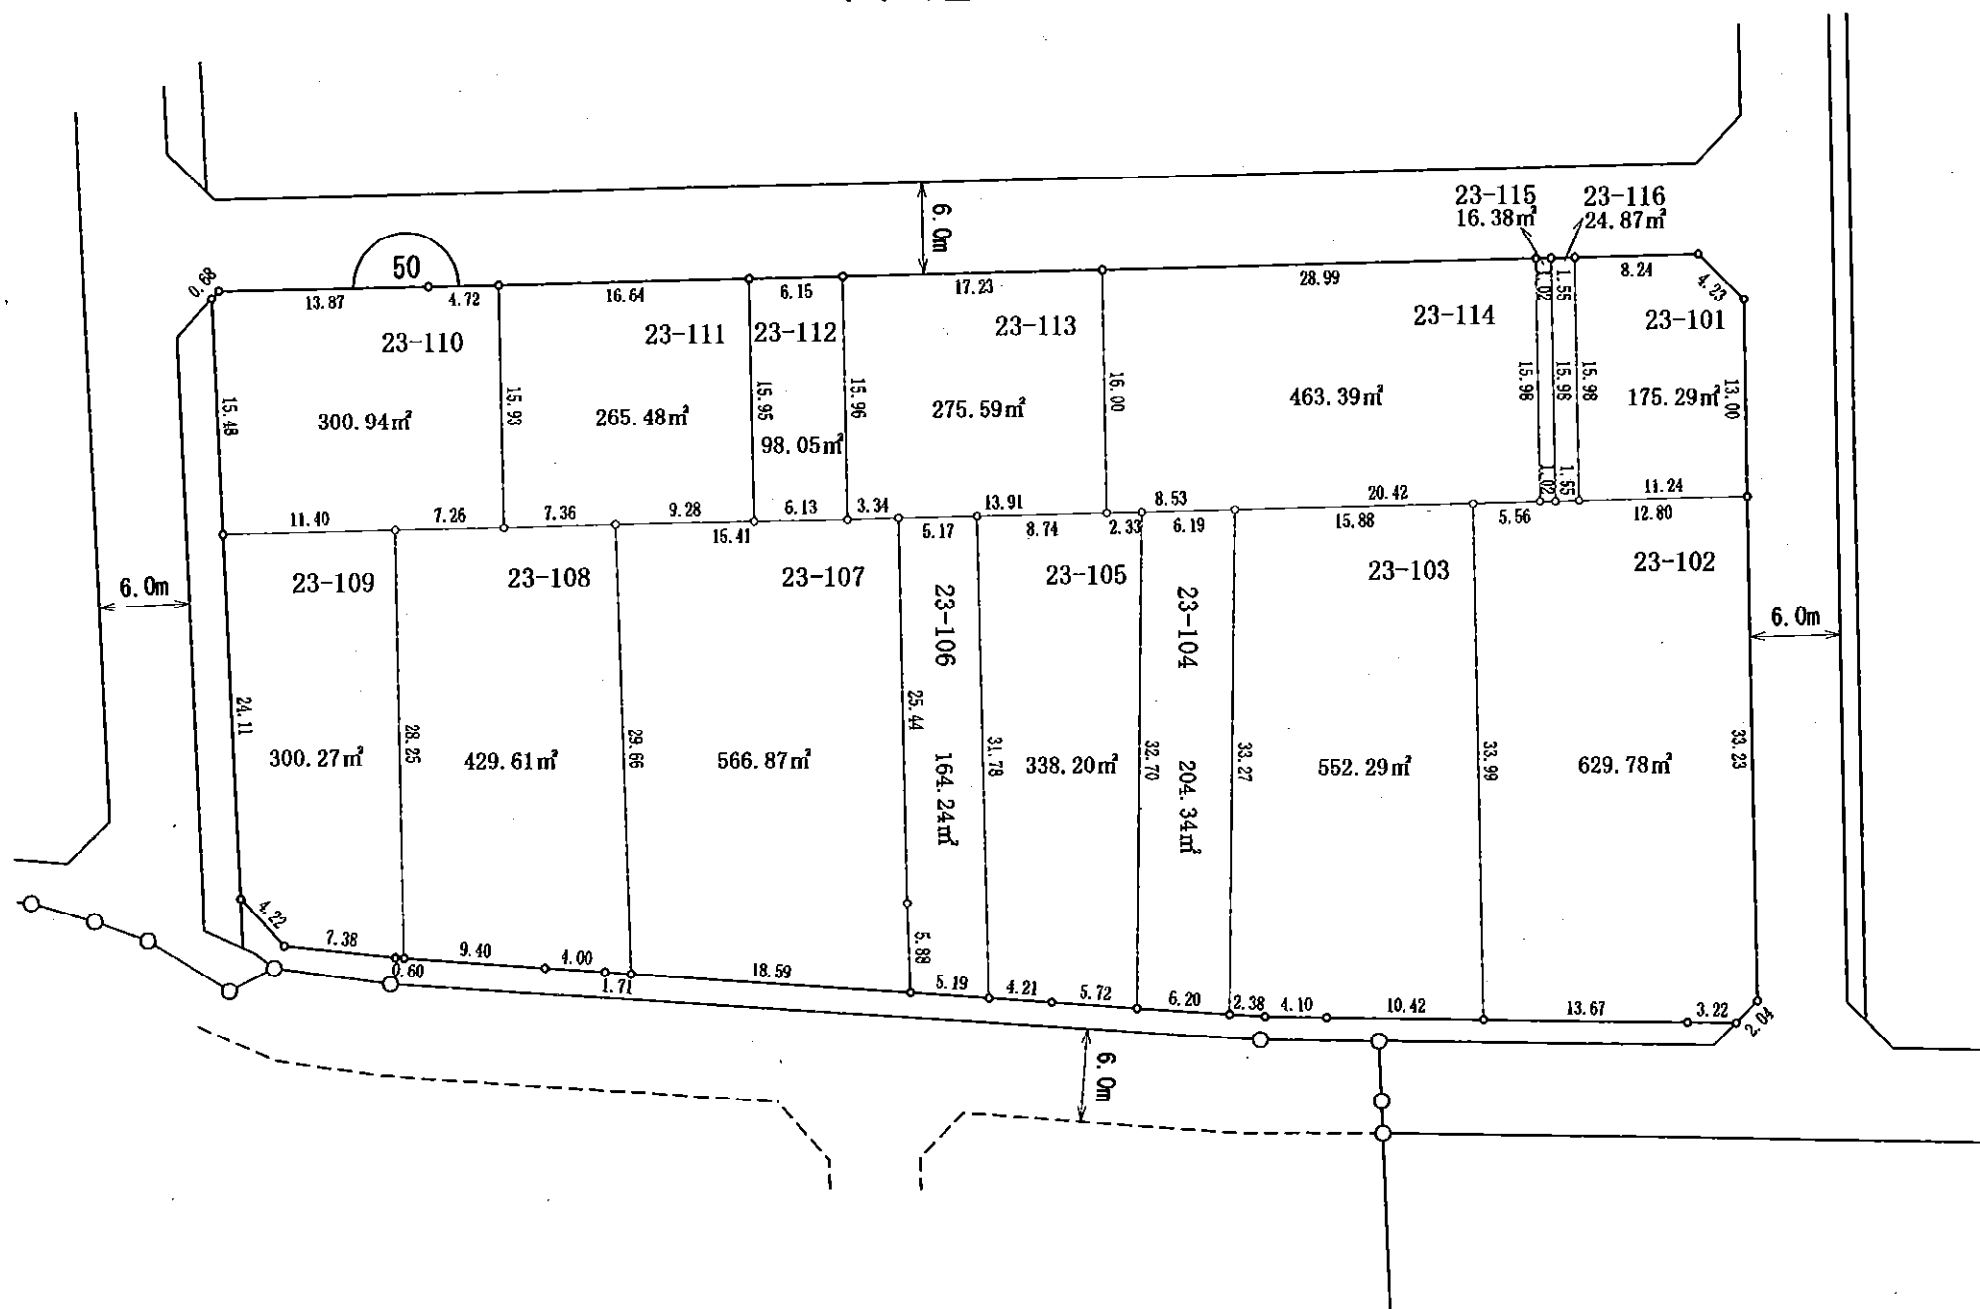 23-115 23-116
16.38㎡ 24.87㎡
6.0m
50
0.68
13.87 4.72 16.64 6.15 17.23 28.99 1.02 1.55 8.24 4.23
23-110 23-111 23-112 23-113 23-114 23-101
15.48 15.93 15.95 15.96 16.00 15.98 15.98 15.98 13.00
300.94㎡ 265.48㎡ 98.05㎡ 275.59㎡ 463.39㎡ 175.29㎡
11.40 7.26 7.36 9.28 6.13 3.34 13.91 8.53 20.42 1.02 1.55 11.24
15.41 5.17 8.74 2.33 6.19 15.88 5.56 12.80
23-109 23-108 23-107 23-106 23-105 23-104 23-103 23-102
6.0m 6.0m
24.11 28.25 29.66 25.44 31.78 32.70 33.27 33.99 33.23
300.27㎡ 429.61㎡ 566.87㎡ 164.24㎡ 338.20㎡ 204.34㎡ 552.29㎡ 629.78㎡
4.22 7.38 0.60 9.40 4.00 1.71 18.59 5.88 5.19 4.21 5.72 6.20 2.38 4.10 10.42 13.67 3.22 2.04
6.0m